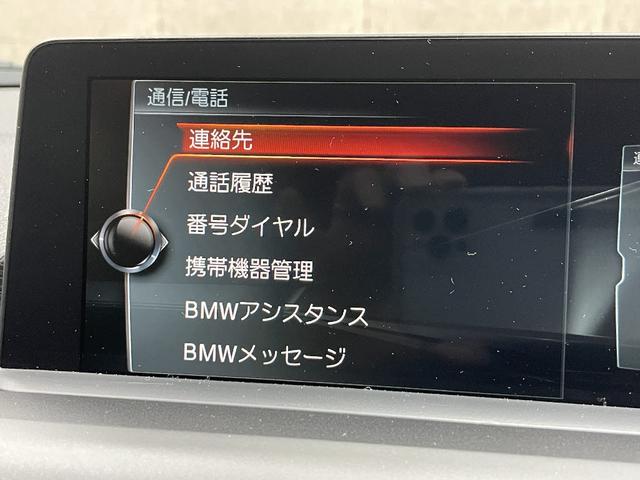 通信/電話
連絡先
通話履歴
番号ダイヤル
携帯機器管理
BMWアシスタンス
BMWメッセージ